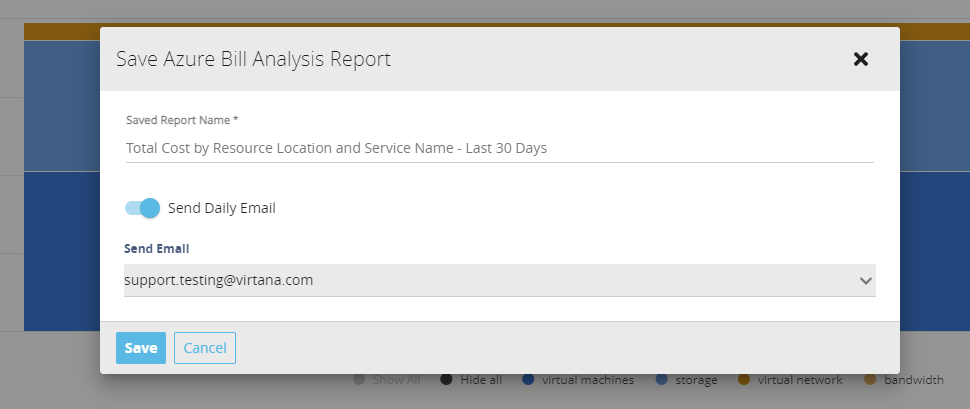 Save Azure Bill Analysis Report
Saved Report Name *
Total Cost by Resource Location and Service Name - Last 30 Days
Send Daily Email
Send Email
support.testing@virtana.com
Save Cancel
Show All Hide all virtual machines storage virtual network bandwidth